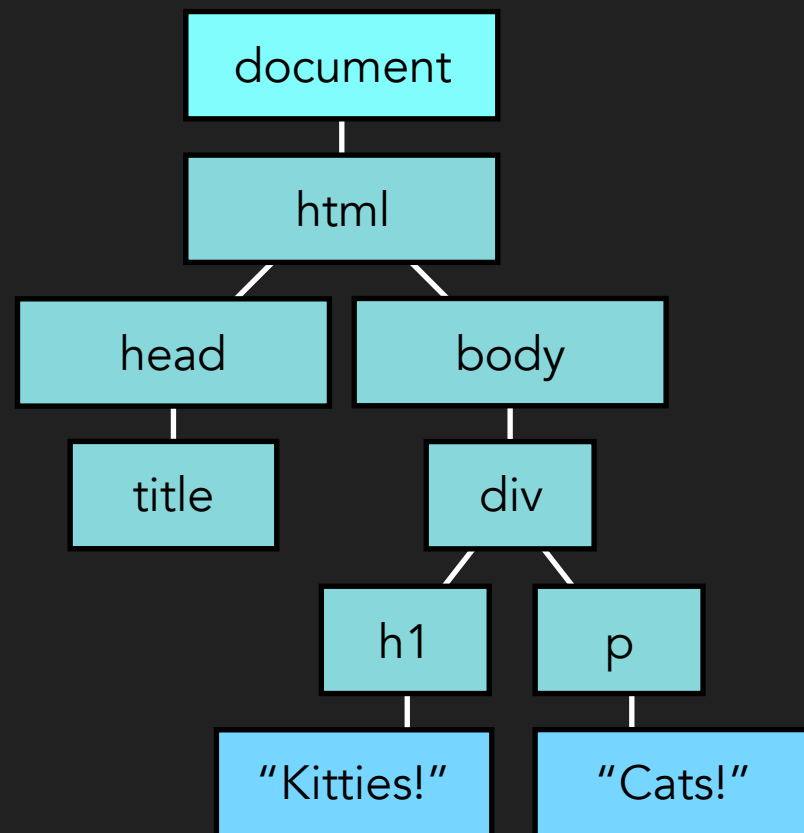 document
html
head
body
title
div
h1
p
“Kitties!”
“Cats!”